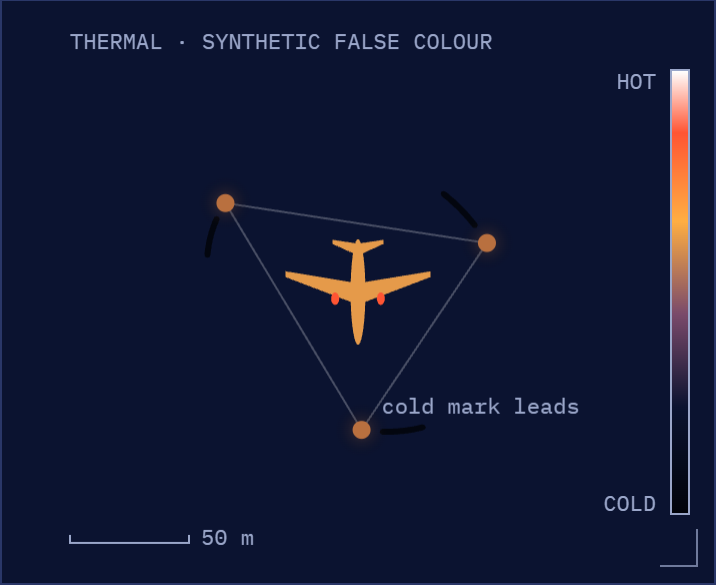 THERMAL · SYNTHETIC FALSE COLOUR
HOT
cold mark leads
COLD
50 m